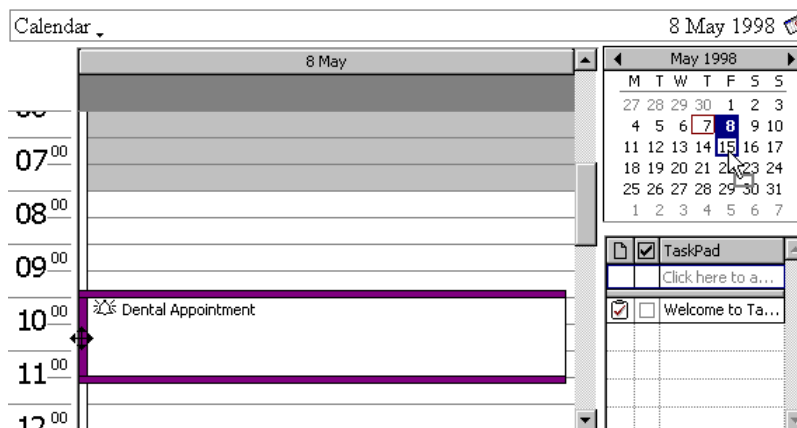 Calendar
8 May 1998
8 May
07 00
08 00
09 00
10 00
Dental Appointment
11 00
12 00
May 1998
M T W T F S S
27 28 29 30 1 2 3
4 5 6 7 8 9 10
11 12 13 14 15 16 17
18 19 20 21 23 24
25 26 27 28 29 30 31
1 2 3 4 5 6 7
TaskPad
Click here to a...
Welcome to Ta...